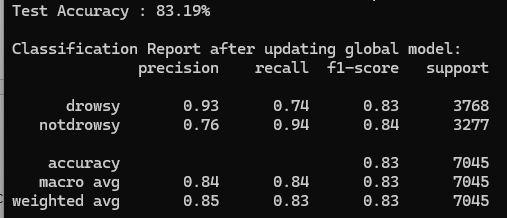 Test Accuracy : 83.19%
Classification Report after updating global model:
precision recall f1-score support
drowsy 0.93 0.74 0.83 3768
notdrowsy 0.76 0.94 0.84 3277
accuracy 0.83 7045
macro avg 0.84 0.84 0.83 7045
weighted avg 0.85 0.83 0.83 7045